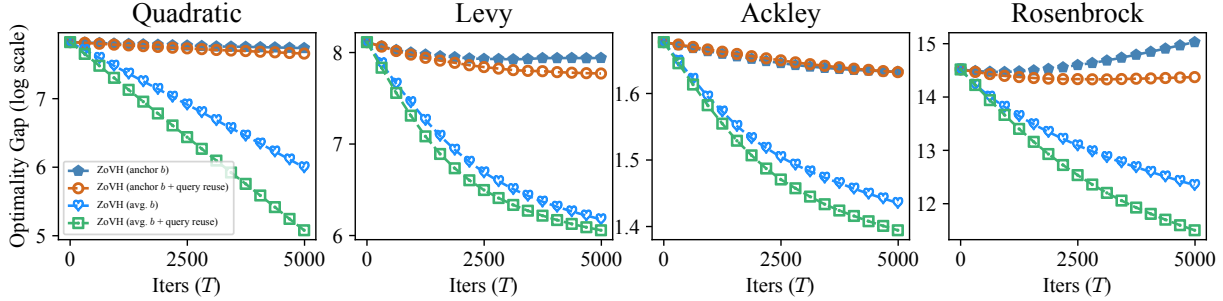 Quadratic
Levy
Ackley
Rosenbrock
Optimality Gap (log scale)
7
6
5
ZoVH (anchor b)
ZoVH (anchor b + query reuse)
ZoVH (avg. b)
ZoVH (avg. b + query reuse)
0 2500 5000
Iters (T)
8
7
6
0 2500 5000
Iters (T)
1.6
1.5
1.4
0 2500 5000
Iters (T)
15
14
13
12
0 2500 5000
Iters (T)